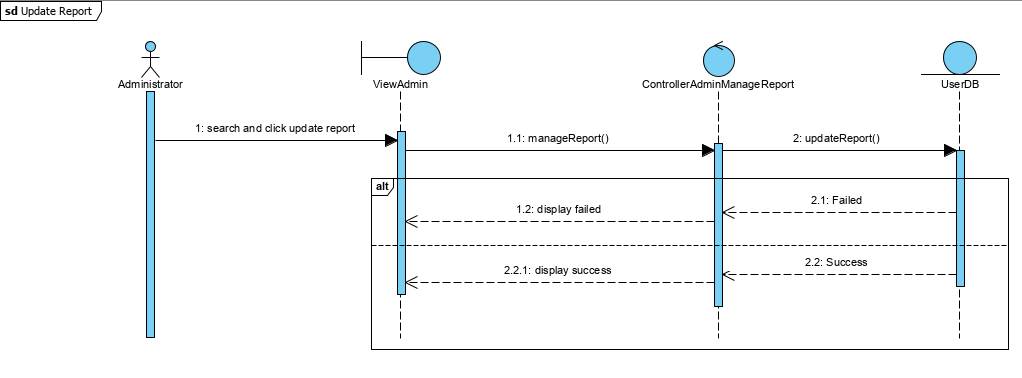 sd Update Report
Administrator
ViewAdmin
ControllerAdminManageReport
UserDB
1: search and click update report
1.1: manageReport()
2: updateReport()
alt
2.1: Failed
1.2: display failed
2.2: Success
2.2.1: display success